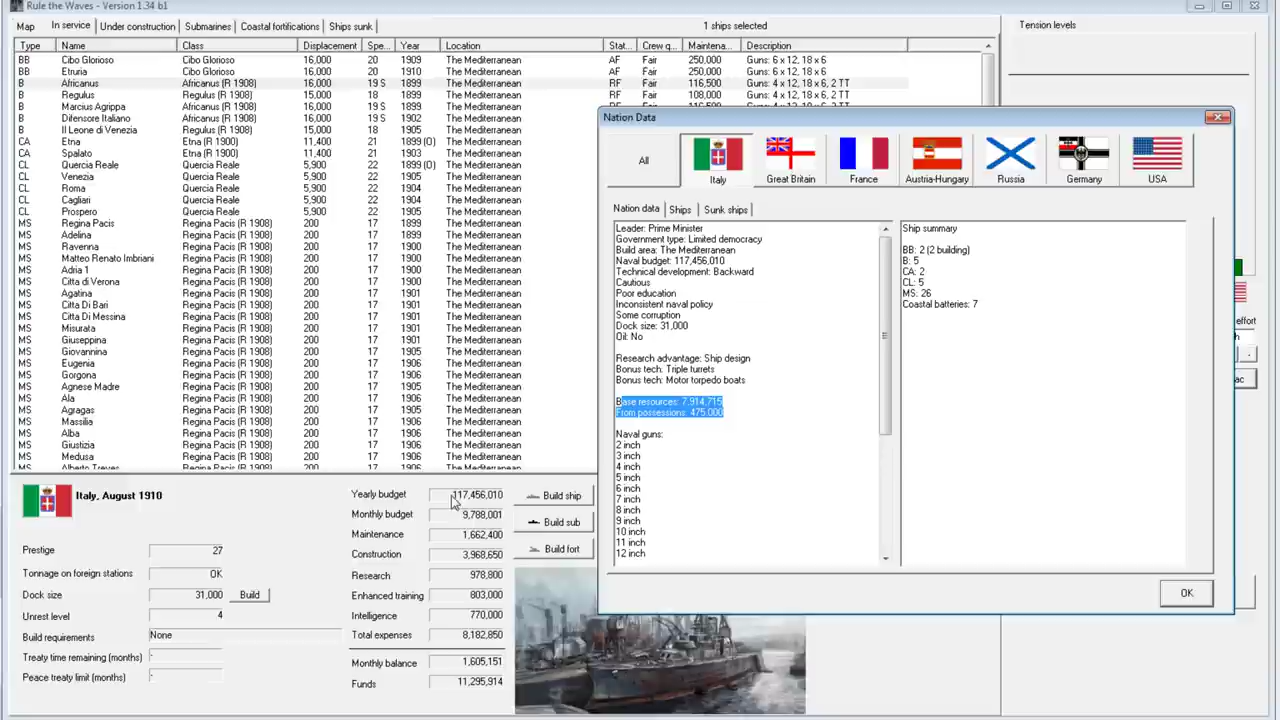 Rule the Waves - Version 1.34 b1
Map In service Under construction Submarines Coastal fortifications Ships sunk 1 ships selected
Type Name Class Displacement Spe... Year Location Stat... Crew q... Maintena... Description
BB Cibo Glorioso Cibo Glorioso 16,000 20 1909 The Mediterranean AF Fair 250,000 Guns: 6 x 12, 18 x 6
BB Etruria Cibo Glorioso 16,000 20 1910 The Mediterranean AF Fair 250,000 Guns: 6 x 12, 18 x 6
B Africanus Africanus (R 1908) 16,000 19 S 1899 The Mediterranean RF Fair 116,500 Guns: 4 x 12, 18 x 6, 2 TT
B Regulus Regulus (R 1908) 15,000 18 1899 The Mediterranean RF Fair 108,000 Guns: 4 x 12, 18 x 6, 2 TT
B Marcius Agrippa Africanus (R 1908) 16,000 19 S 1899 The Mediterranean
B Difensore Italiano Africanus (R 1908) 16,000 19 S 1902 The Mediterranean
B Il Leone di Venezia Regulus (R 1908) 15,000 18 1905 The Mediterranean
CA Etna Etna (R 1900) 11,400 21 1899 (O) The Mediterranean
CA Spalato Etna (R 1900) 11,400 21 1903 The Mediterranean
CL Quercia Reale Quercia Reale 5,900 22 1899 (O) The Mediterranean
CL Venezia Quercia Reale 5,900 22 1905 The Mediterranean
CL Roma Quercia Reale 5,900 22 1904 The Mediterranean
CL Cagliari Quercia Reale 5,900 22 1904 The Mediterranean
CL Prospero Quercia Reale 5,900 22 1905 The Mediterranean
MS Regina Pacis Regina Pacis (R 1908) 200 17 1899 The Mediterranean
MS Adelina Regina Pacis (R 1908) 200 17 1900 The Mediterranean
MS Ravenna Regina Pacis (R 1908) 200 17 1900 The Mediterranean
MS Matteo Renato Imbriani Regina Pacis (R 1908) 200 17 1900 The Mediterranean
MS Adria 1 Regina Pacis (R 1908) 200 17 1900 The Mediterranean
MS Citta di Verona Regina Pacis (R 1908) 200 17 1900 The Mediterranean
MS Agatina Regina Pacis (R 1908) 200 17 1901 The Mediterranean
MS Citta Di Bari Regina Pacis (R 1908) 200 17 1901 The Mediterranean
MS Citta Di Messina Regina Pacis (R 1908) 200 17 1901 The Mediterranean
MS Misurata Regina Pacis (R 1908) 200 17 1901 The Mediterranean
MS Giuseppina Regina Pacis (R 1908) 200 17 1901 The Mediterranean
MS Giovannina Regina Pacis (R 1908) 200 17 1905 The Mediterranean
MS Eugenia Regina Pacis (R 1908) 200 17 1906 The Mediterranean
MS Gorgona Regina Pacis (R 1908) 200 17 1906 The Mediterranean
MS Agnese Madre Regina Pacis (R 1908) 200 17 1905 The Mediterranean
MS Ala Regina Pacis (R 1908) 200 17 1906 The Mediterranean
MS Agragas Regina Pacis (R 1908) 200 17 1905 The Mediterranean
MS Massilia Regina Pacis (R 1908) 200 17 1906 The Mediterranean
MS Alba Regina Pacis (R 1908) 200 17 1906 The Mediterranean
MS Giustizia Regina Pacis (R 1908) 200 17 1906 The Mediterranean
MS Medusa Regina Pacis (R 1908) 200 17 1906 The Mediterranean
MS Alberto Treves Regina Pacis (R 1908) 200 17 1906 The Mediterranean
Italy, August 1910
Prestige 27
Tonnage on foreign stations OK
Dock size 31,000 Build
Unrest level 4
Build requirements None
Treaty time remaining (months) -
Peace treaty limit (months) -
Yearly budget 117,456,010
Monthly budget 9,788,001
Maintenance 1,662,400
Construction 3,968,650
Research 978,800
Enhanced training 803,000
Intelligence 770,000
Total expenses 8,182,850
Monthly balance 1,605,151
Funds 11,295,914
Build ship
Build sub
Build fort
Tension levels
Nation Data
All Italy Great Britain France Austria-Hungary Russia Germany USA
Nation data Ships Sunk ships
Leader: Prime Minister
Government type: Limited democracy
Build area: The Mediterranean
Naval budget: 117,456,010
Technical development: Backward
Cautious
Poor education
Inconsistent naval policy
Some corruption
Dock size: 31,000
Oil: No
Research advantage: Ship design
Bonus tech: Triple turrets
Bonus tech: Motor torpedo boats
Base resources: 7,914,715
From possessions: 475,000
Naval guns:
2 inch
3 inch
4 inch
5 inch
6 inch
7 inch
8 inch
9 inch
10 inch
11 inch
12 inch
Ship summary
BB: 2 (2 building)
B: 5
CA: 2
CL: 5
MS: 26
Coastal batteries: 7
OK
effort